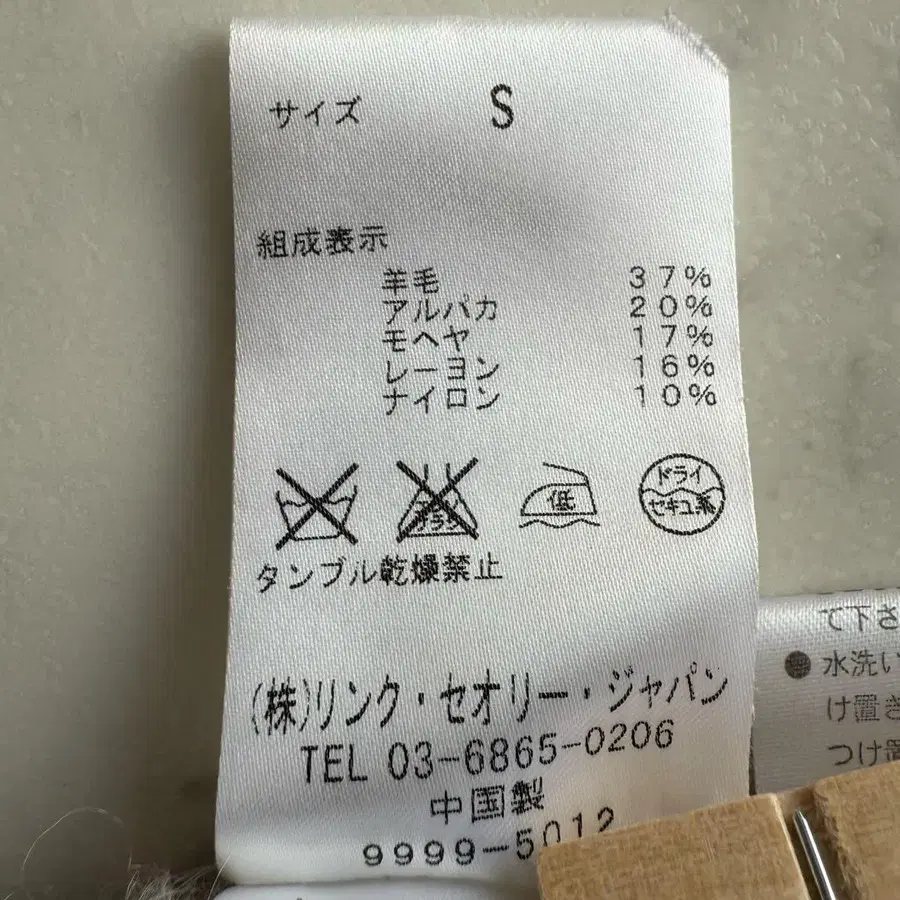 サイズ S
組成表示
羊毛 37%
アルパカ 20%
モヘヤ 17%
レーヨン 16%
ナイロン 10%
低
ドライ
セキユ系
タンブル乾燥禁止
(株)リンク・セオリー・ジャパン
TEL 03-6865-0206
中国製
9999-5012
て下さ
● 水洗い
け置き
つけ置